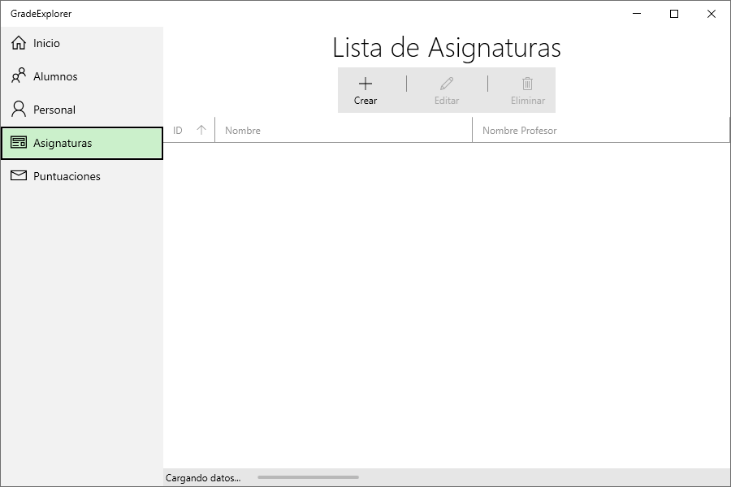 GradeExplorer
Inicio
Alumnos
Personal
Asignaturas
Puntuaciones
Lista de Asignaturas
Crear Editar Eliminar
ID Nombre Nombre Profesor
Cargando datos...